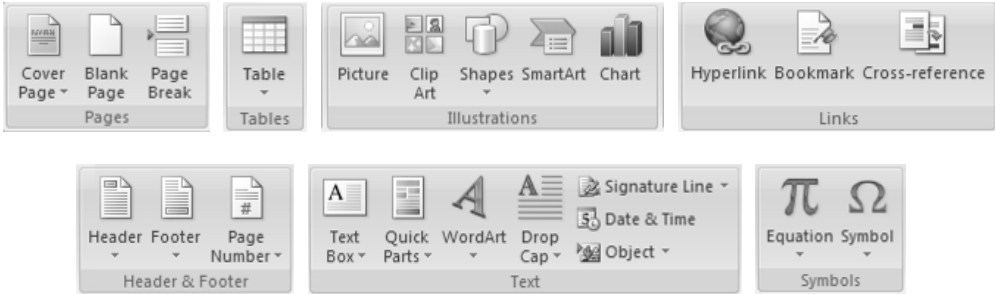 Cover Page
Blank Page
Page Break
Pages
Table
Tables
Picture
Clip Art
Shapes
SmartArt
Chart
Illustrations
Hyperlink
Bookmark
Cross-reference
Links
Header
Footer
#
Page Number
Header & Footer
A
Text Box
Quick Parts
A
WordArt
A
Drop Cap
Signature Line
5
Date & Time
Object
Text
π
Equation
Ω
Symbol
Symbols